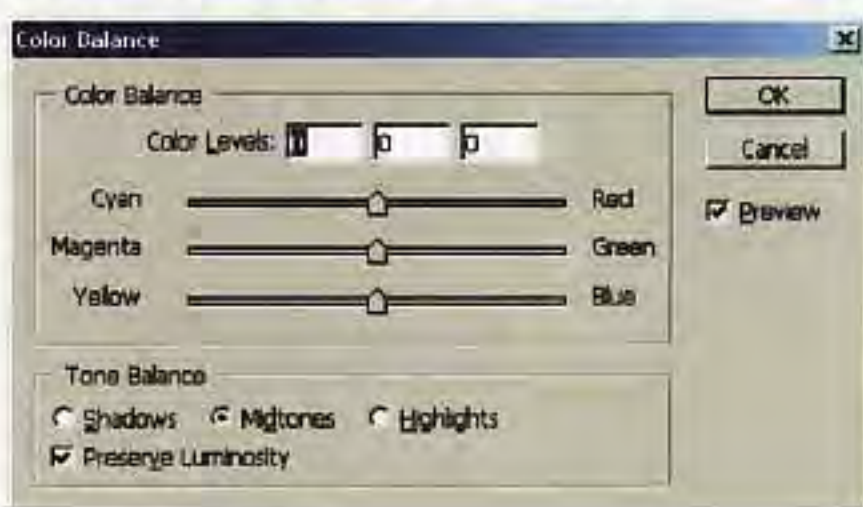 Color Balance
Color Balance
Color Levels: 0 0 0
Cyan Red
Magenta Green
Yellow Blue
Tone Balance
Shadows Midtones Highlights
Preserve Luminosity
OK
Cancel
Preview